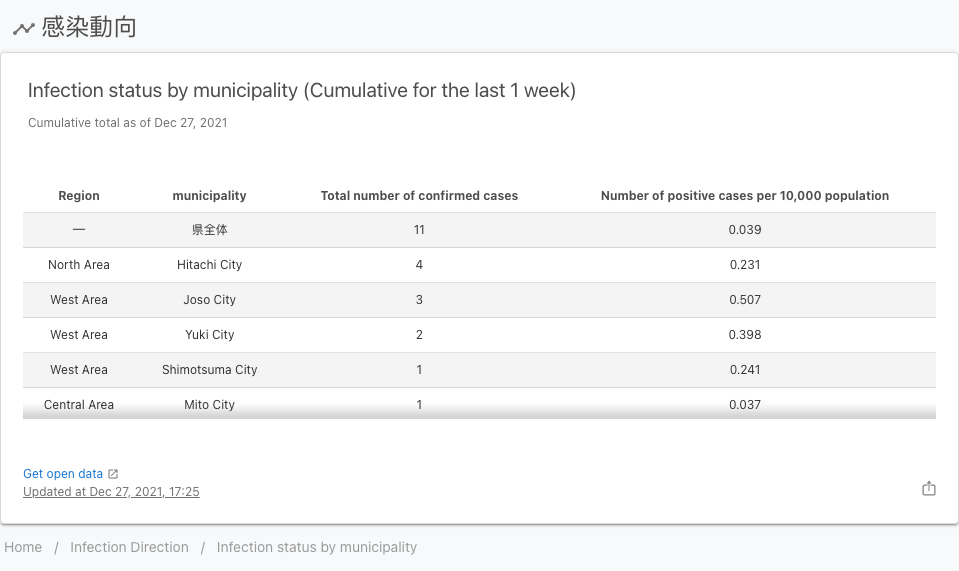 感染動向
Infection status by municipality (Cumulative for the last 1 week)
Cumulative total as of Dec 27, 2021
Region municipality Total number of confirmed cases Number of positive cases per 10,000 population
— 県全体 11 0.039
North Area Hitachi City 4 0.231
West Area Joso City 3 0.507
West Area Yuki City 2 0.398
West Area Shimotsuma City 1 0.241
Central Area Mito City 1 0.037
Get open data
Updated at Dec 27, 2021, 17:25
Home / Infection Direction / Infection status by municipality